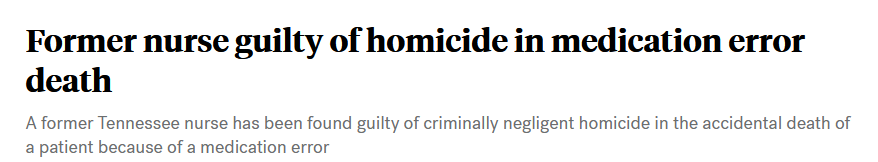 Former nurse guilty of homicide in medication error
death
A former Tennessee nurse has been found guilty of criminally negligent homicide in the accidental death of
a patient because of a medication error